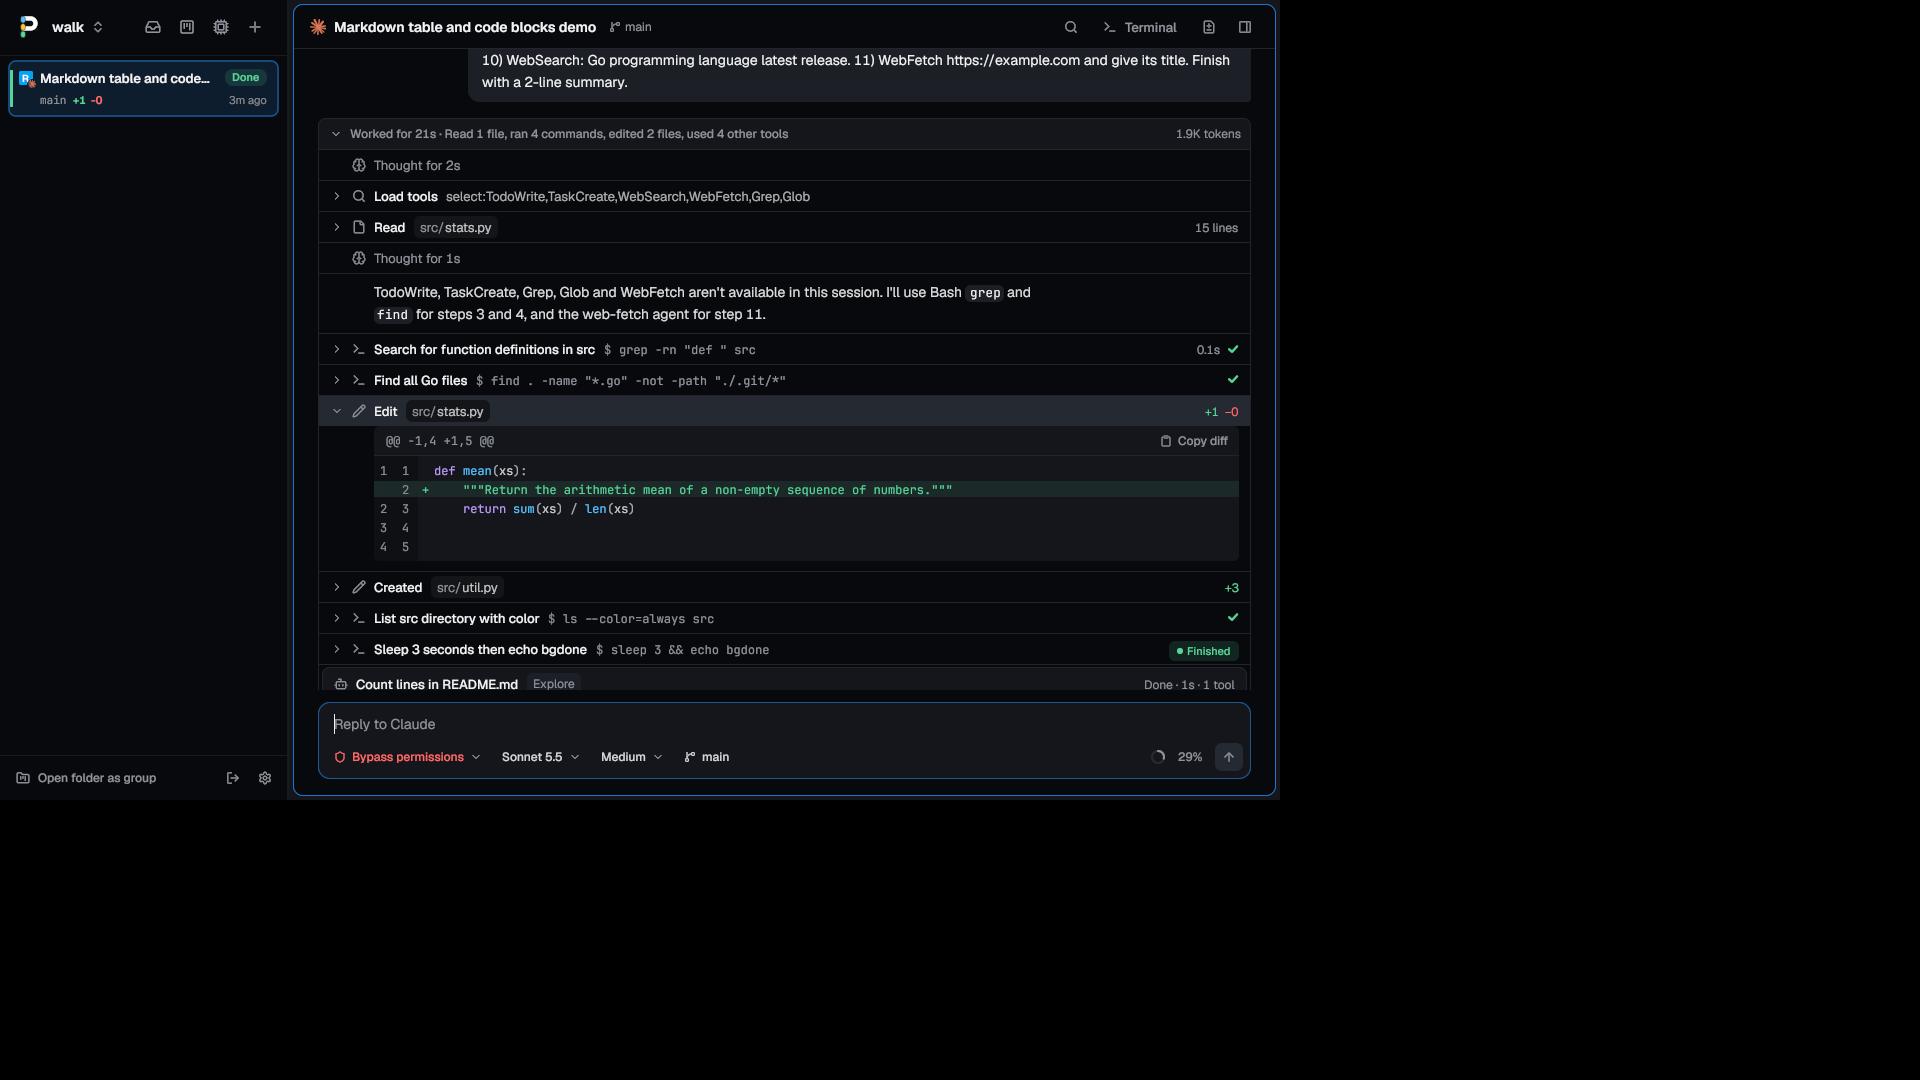 walk
Markdown table and code... Done
main +1 -0 3m ago
Open folder as group
Markdown table and code blocks demo main
Terminal
10) WebSearch: Go programming language latest release. 11) WebFetch https://example.com and give its title. Finish
with a 2-line summary.
Worked for 21s · Read 1 file, ran 4 commands, edited 2 files, used 4 other tools 1.9K tokens
Thought for 2s
Load tools select:TodoWrite,TaskCreate,WebSearch,WebFetch,Grep,Glob
Read src/stats.py 15 lines
Thought for 1s
TodoWrite, TaskCreate, Grep, Glob and WebFetch aren't available in this session. I'll use Bash grep and
find for steps 3 and 4, and the web-fetch agent for step 11.
Search for function definitions in src $ grep -rn "def " src 0.1s
Find all Go files $ find . -name "*.go" -not -path "./.git/*"
Edit src/stats.py +1 −0
@@ -1,4 +1,5 @@ Copy diff
1 1 def mean(xs):
2 + """Return the arithmetic mean of a non-empty sequence of numbers."""
2 3 return sum(xs) / len(xs)
3 4
4 5
Created src/util.py +3
List src directory with color $ ls --color=always src
Sleep 3 seconds then echo bgdone $ sleep 3 && echo bgdone Finished
Count lines in README.md Explore Done · 1s · 1 tool
Reply to Claude
Bypass permissions Sonnet 5.5 Medium main 29%